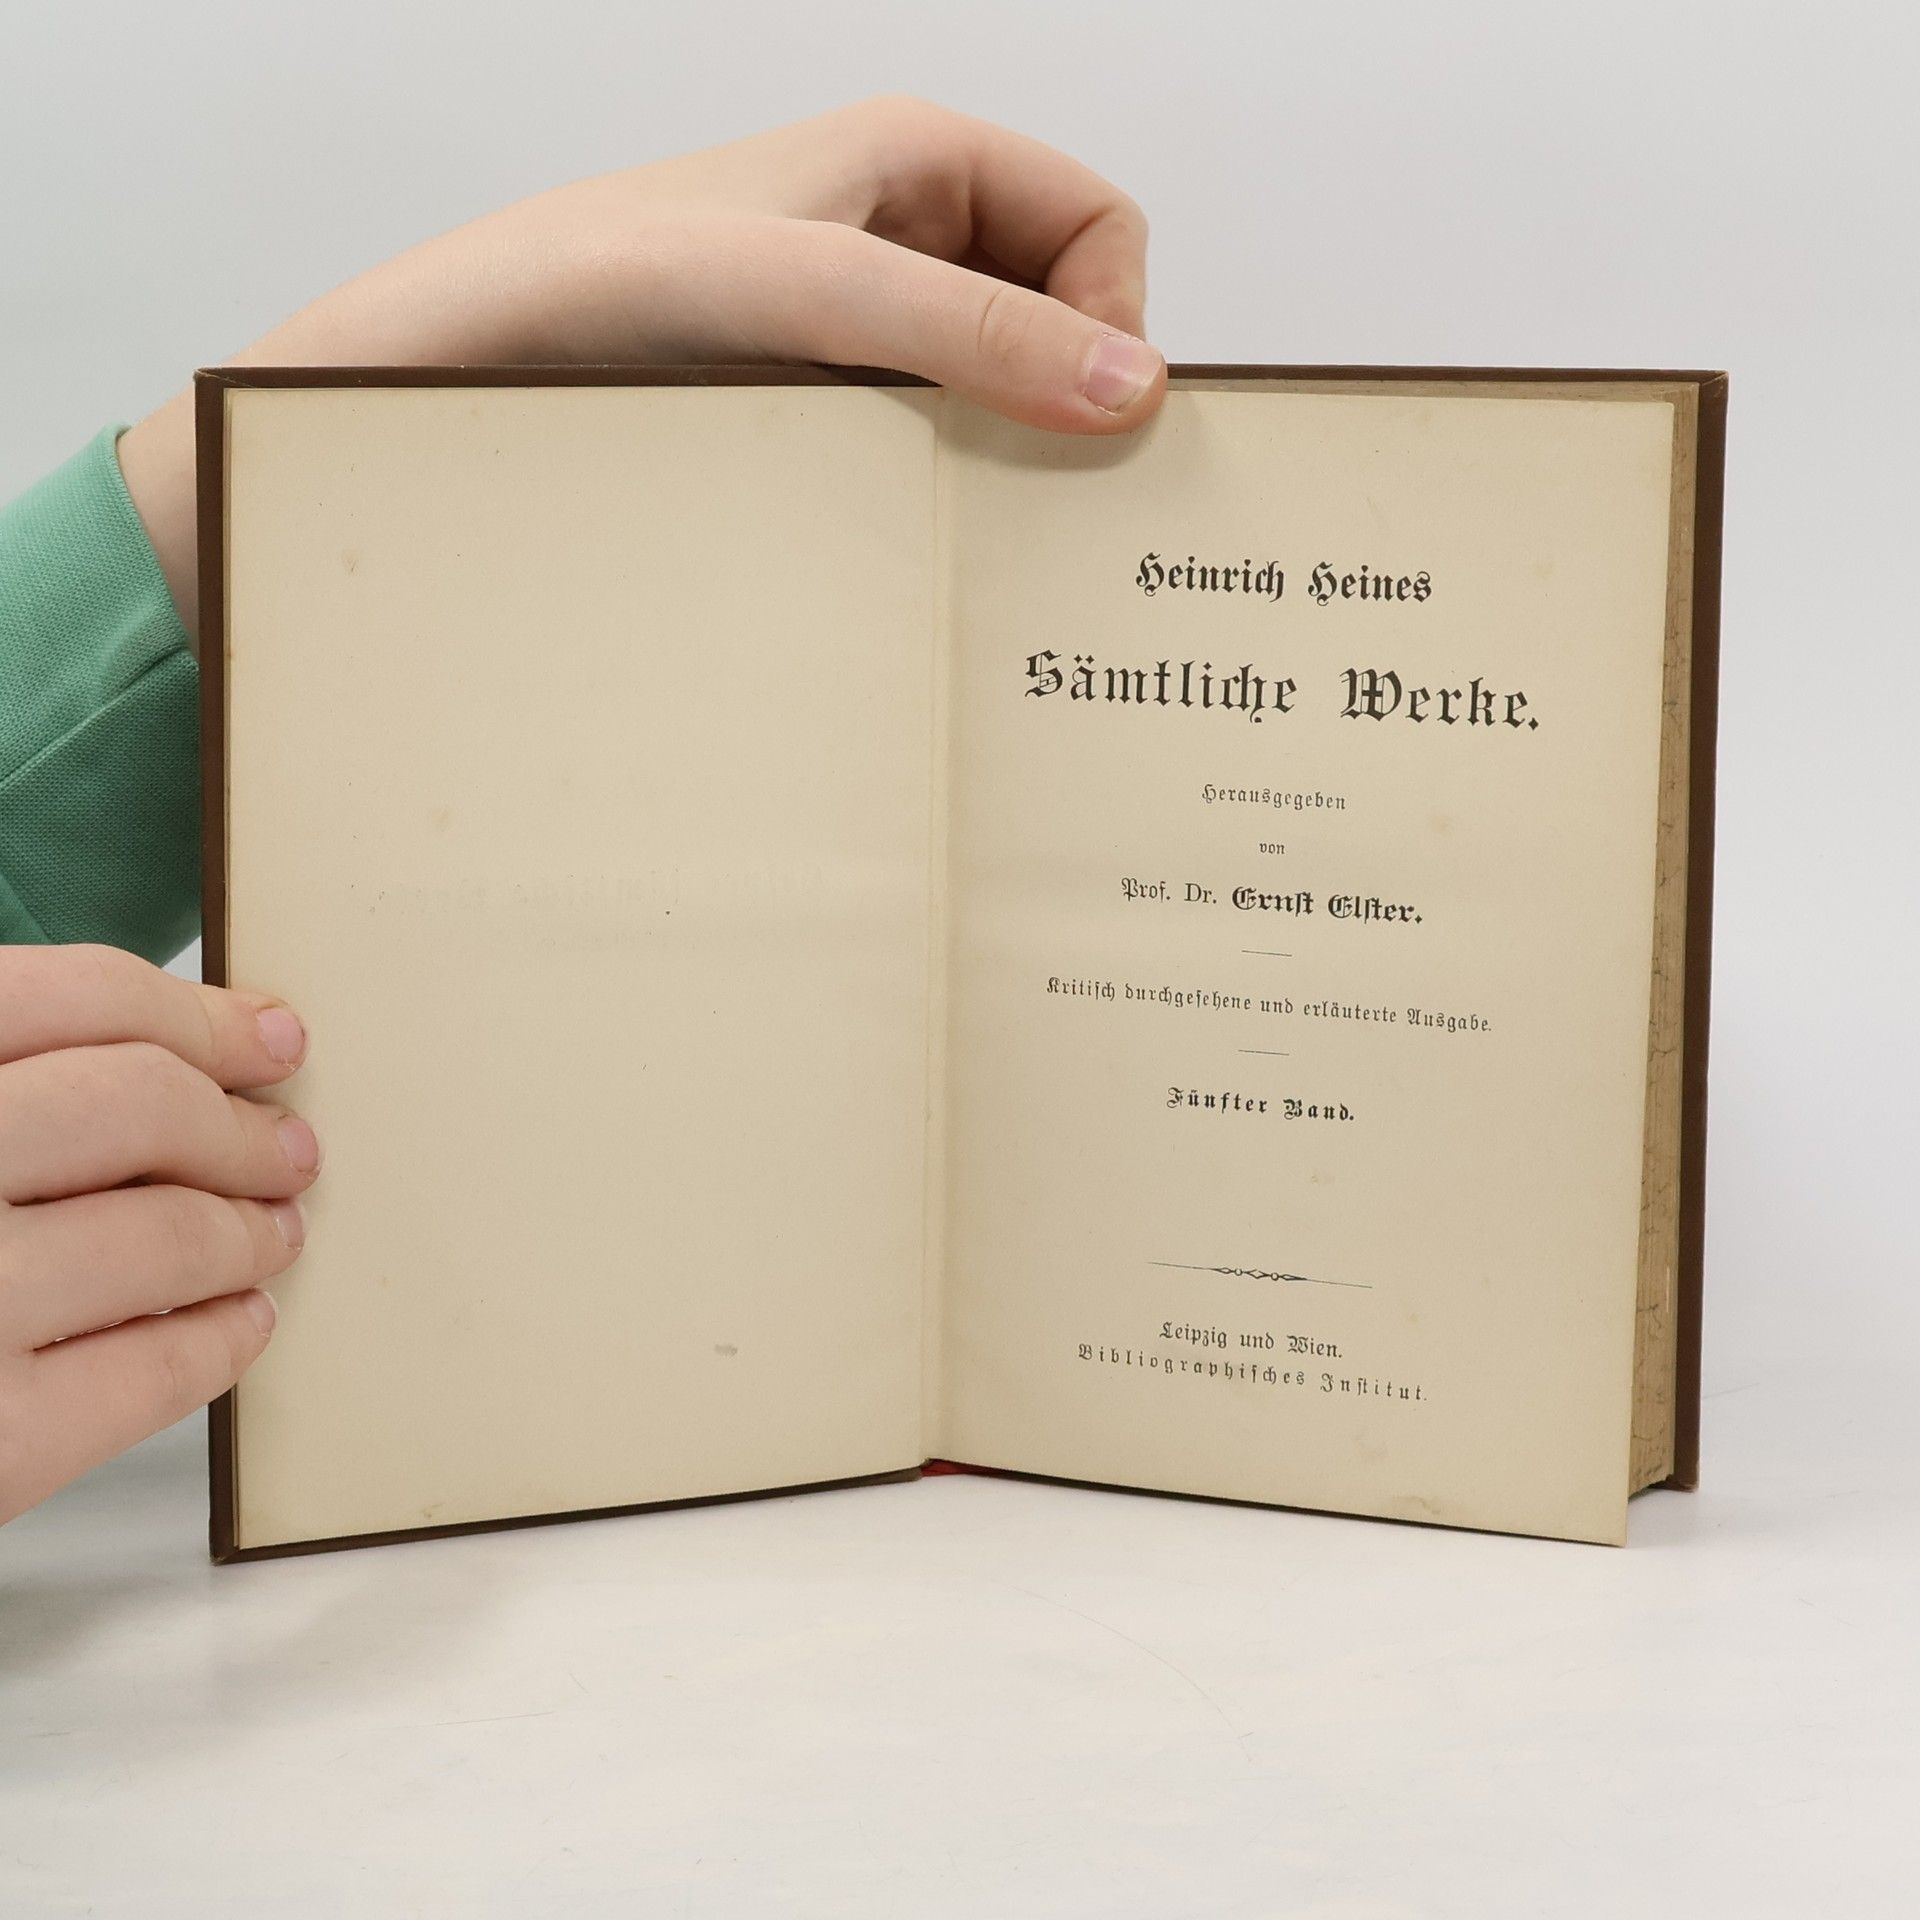 Heinrich Heines
Sämtliche Werke.
Herausgegeben
von
Prof. Dr. Ernſt Elſter.
Kritiſch durchgeſehene und erläuterte Ausgabe.
Fünfter Band.
Leipzig und Wien.
Bibliographiſches Inſtitut.